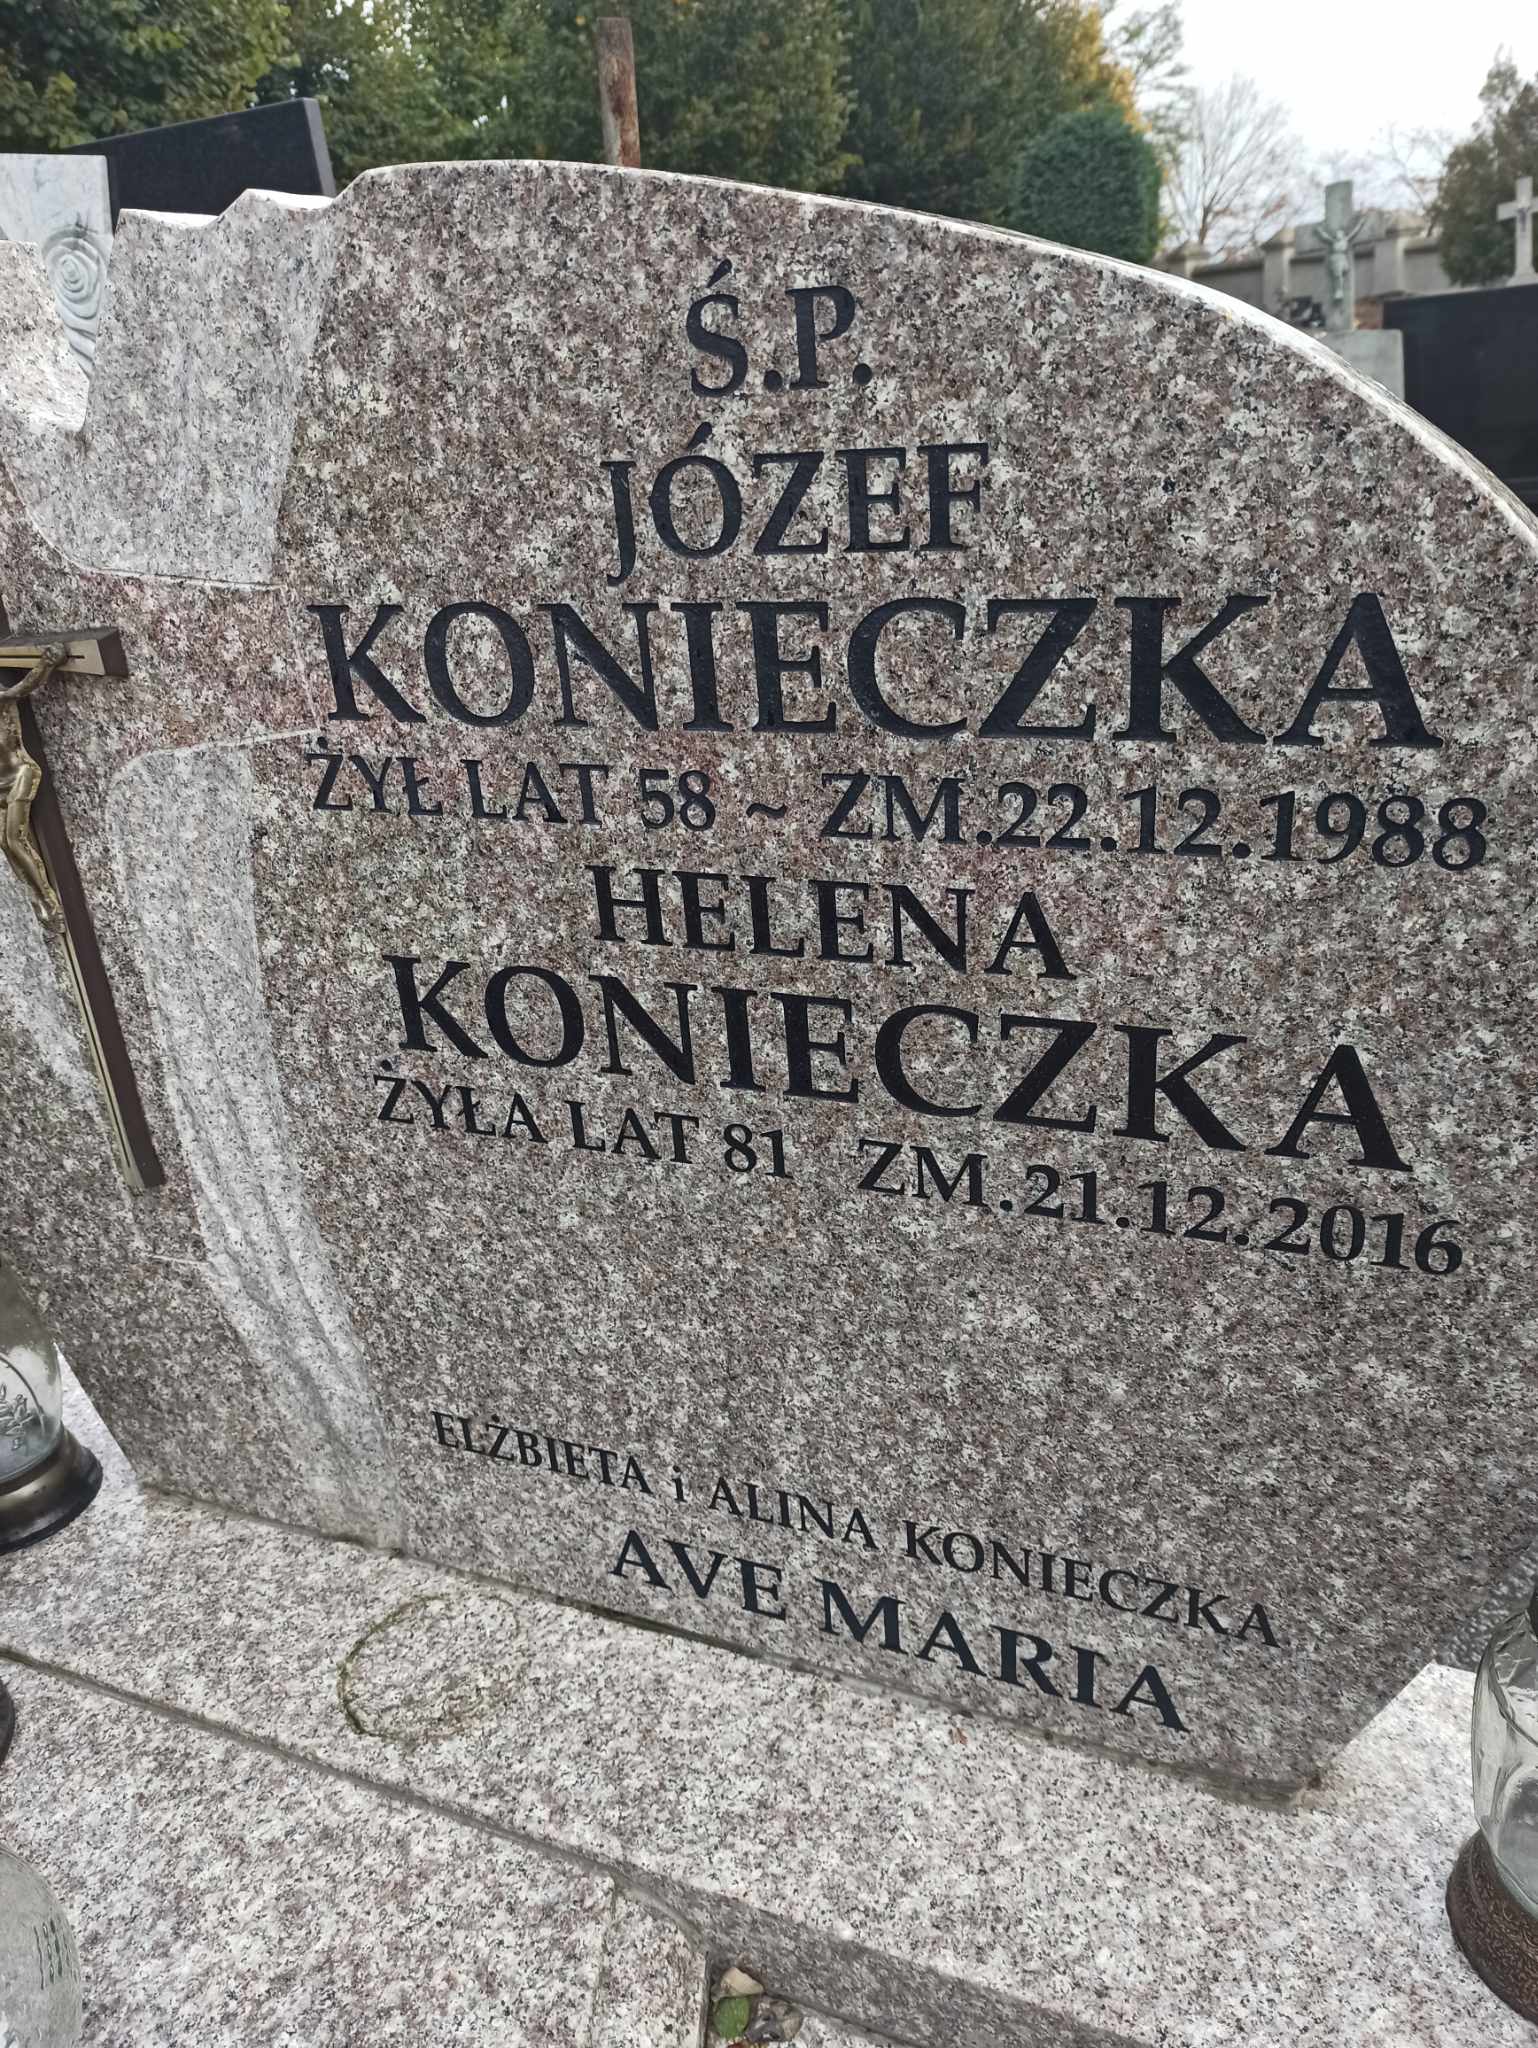 Ś.P.
JÓZEF
KONIECZKA
ŻYŁ LAT 58 ~ ZM.22.12.1988
HELENA
KONIECZKA
ŻYŁA LAT 81 ZM.21.12.2016
ELŻBIETA i ALINA KONIECZKA
AVE MARIA